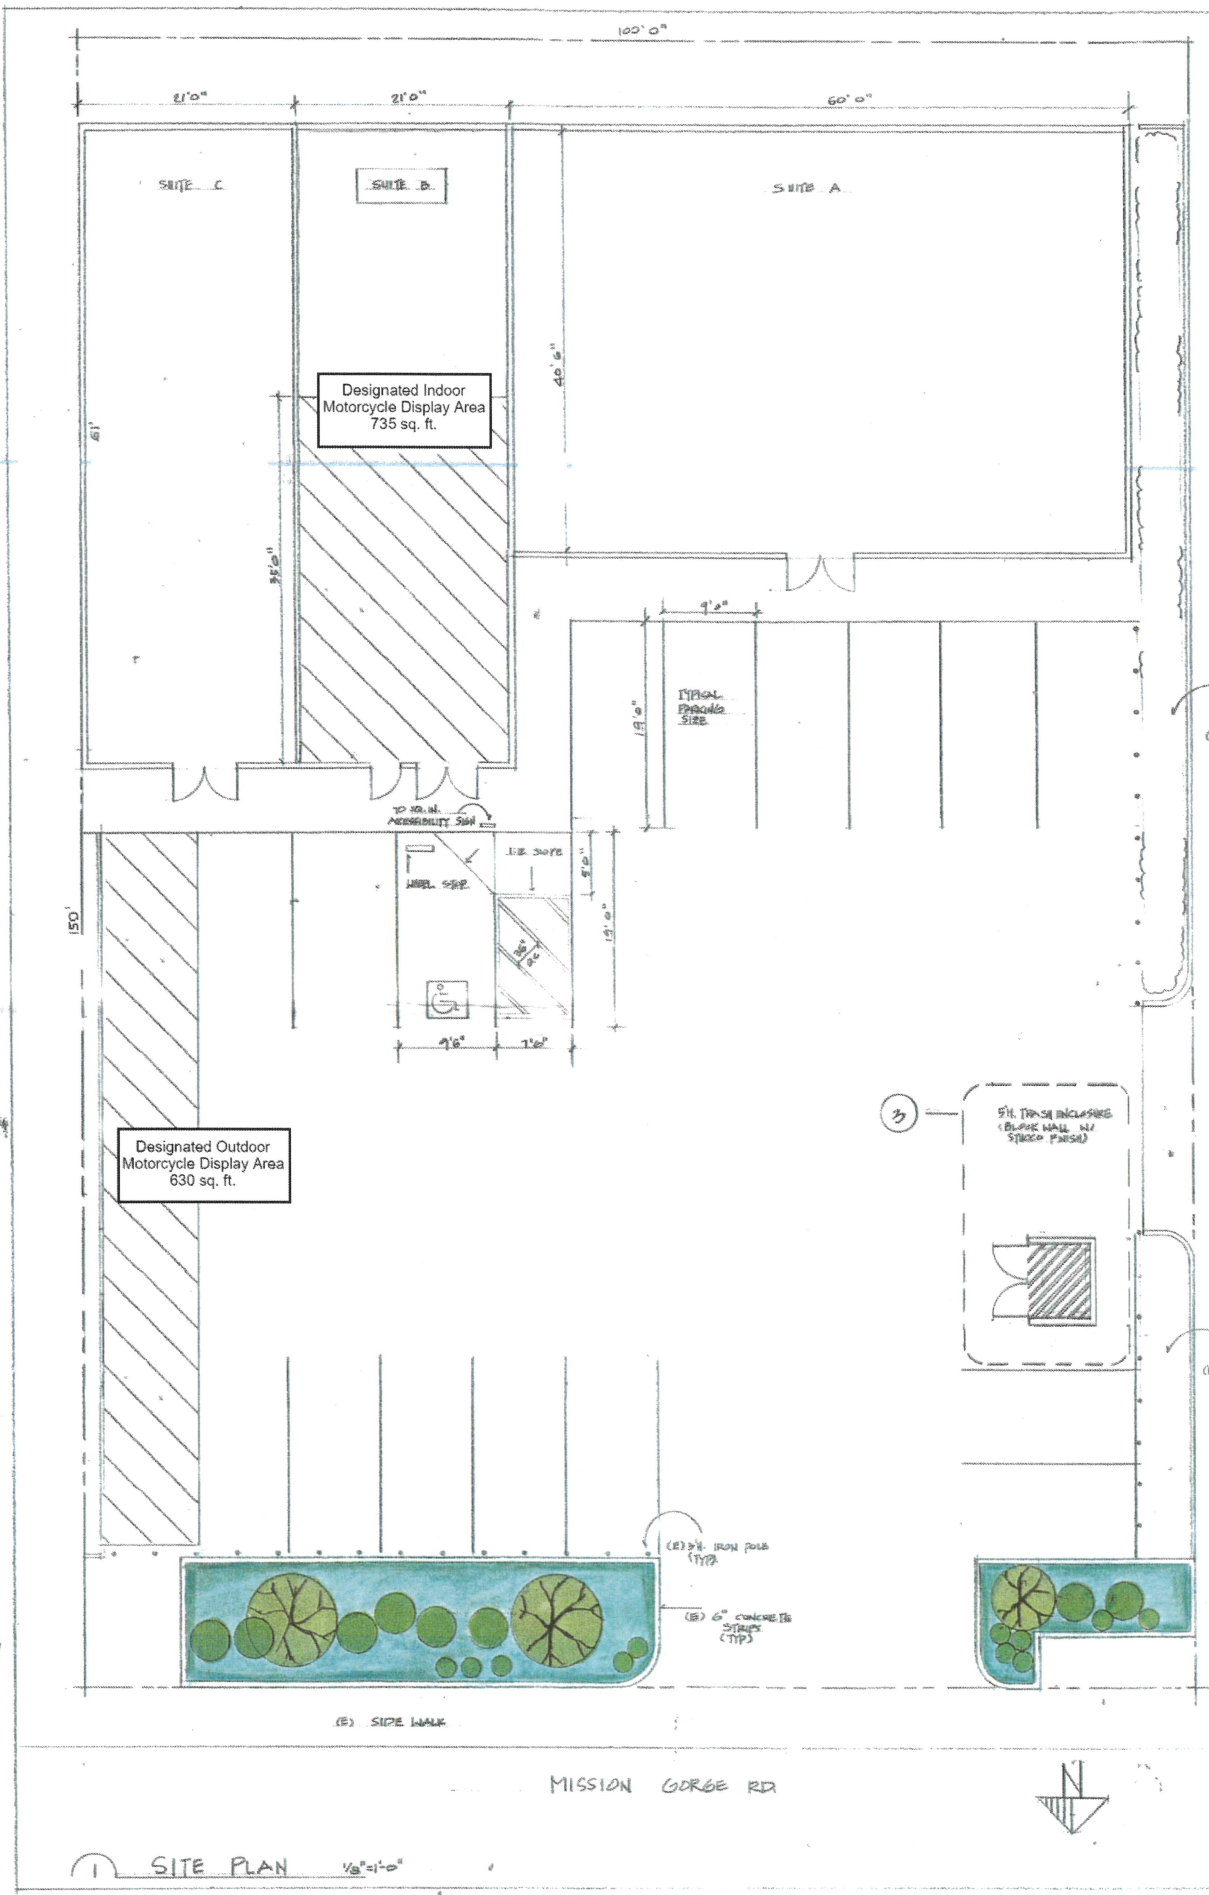 21'0"
21'0"
60'0"
SUITE C
SUITE B
SUITE A
40'6"
Designated Indoor
Motorcycle Display Area
735 sq. ft.
61'
35'0"
9'0"
TYPICAL
PARKING
SIZE
19'0"
ACCESSIBILITY SIGN
WHEEL STOP
SLOPE
5'0"
19'0"
150'
9'6"
7'6"
3
5'H. TRASH ENCLOSURE
(BLOCK WALL W/
STUCCO FINISH)
Designated Outdoor
Motorcycle Display Area
630 sq. ft.
(E) 3'H. IRON POLE
(TYP)
(E) 6" CONCRETE
STRIPS
(TYP)
(E) SIDE WALK
MISSION GORGE RD.
N
1 SITE PLAN 1/8"=1'-0"